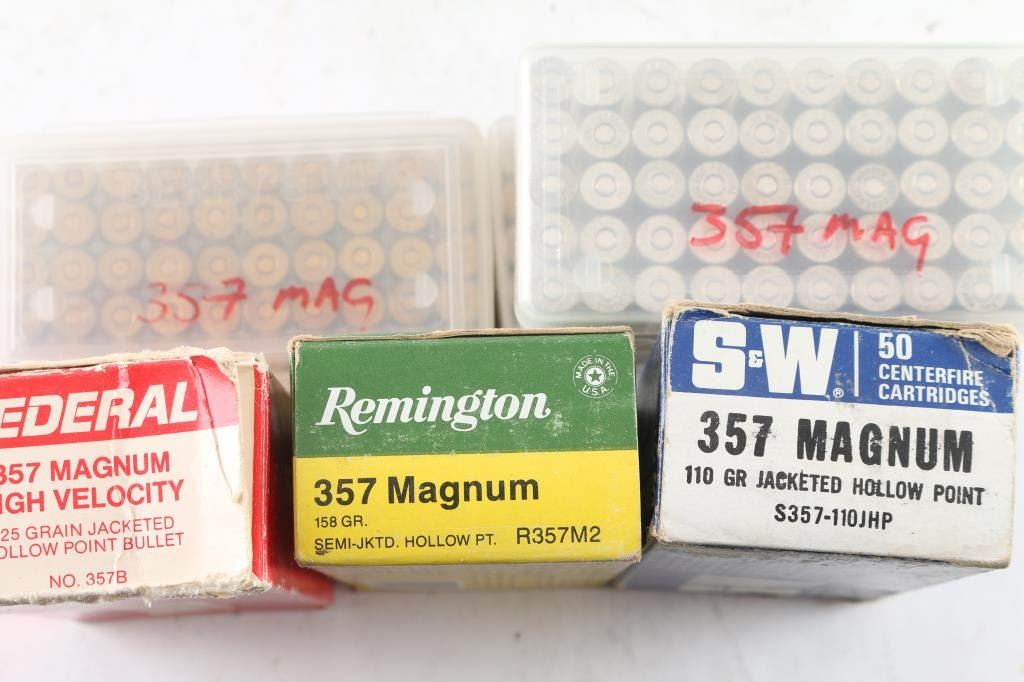 357 MAG
357 MAG
EDERAL
357 MAGNUM
IGH VELOCITY
25 GRAIN JACKETED
OLLOW POINT BULLET
NO. 357B
MADE IN THE U.S.A.
Remington®
357 Magnum
158 GR.
SEMI-JKTD. HOLLOW PT. R357M2
S&W®
50
CENTERFIRE
CARTRIDGES
357 MAGNUM
110 GR JACKETED HOLLOW POINT
S357-110JHP